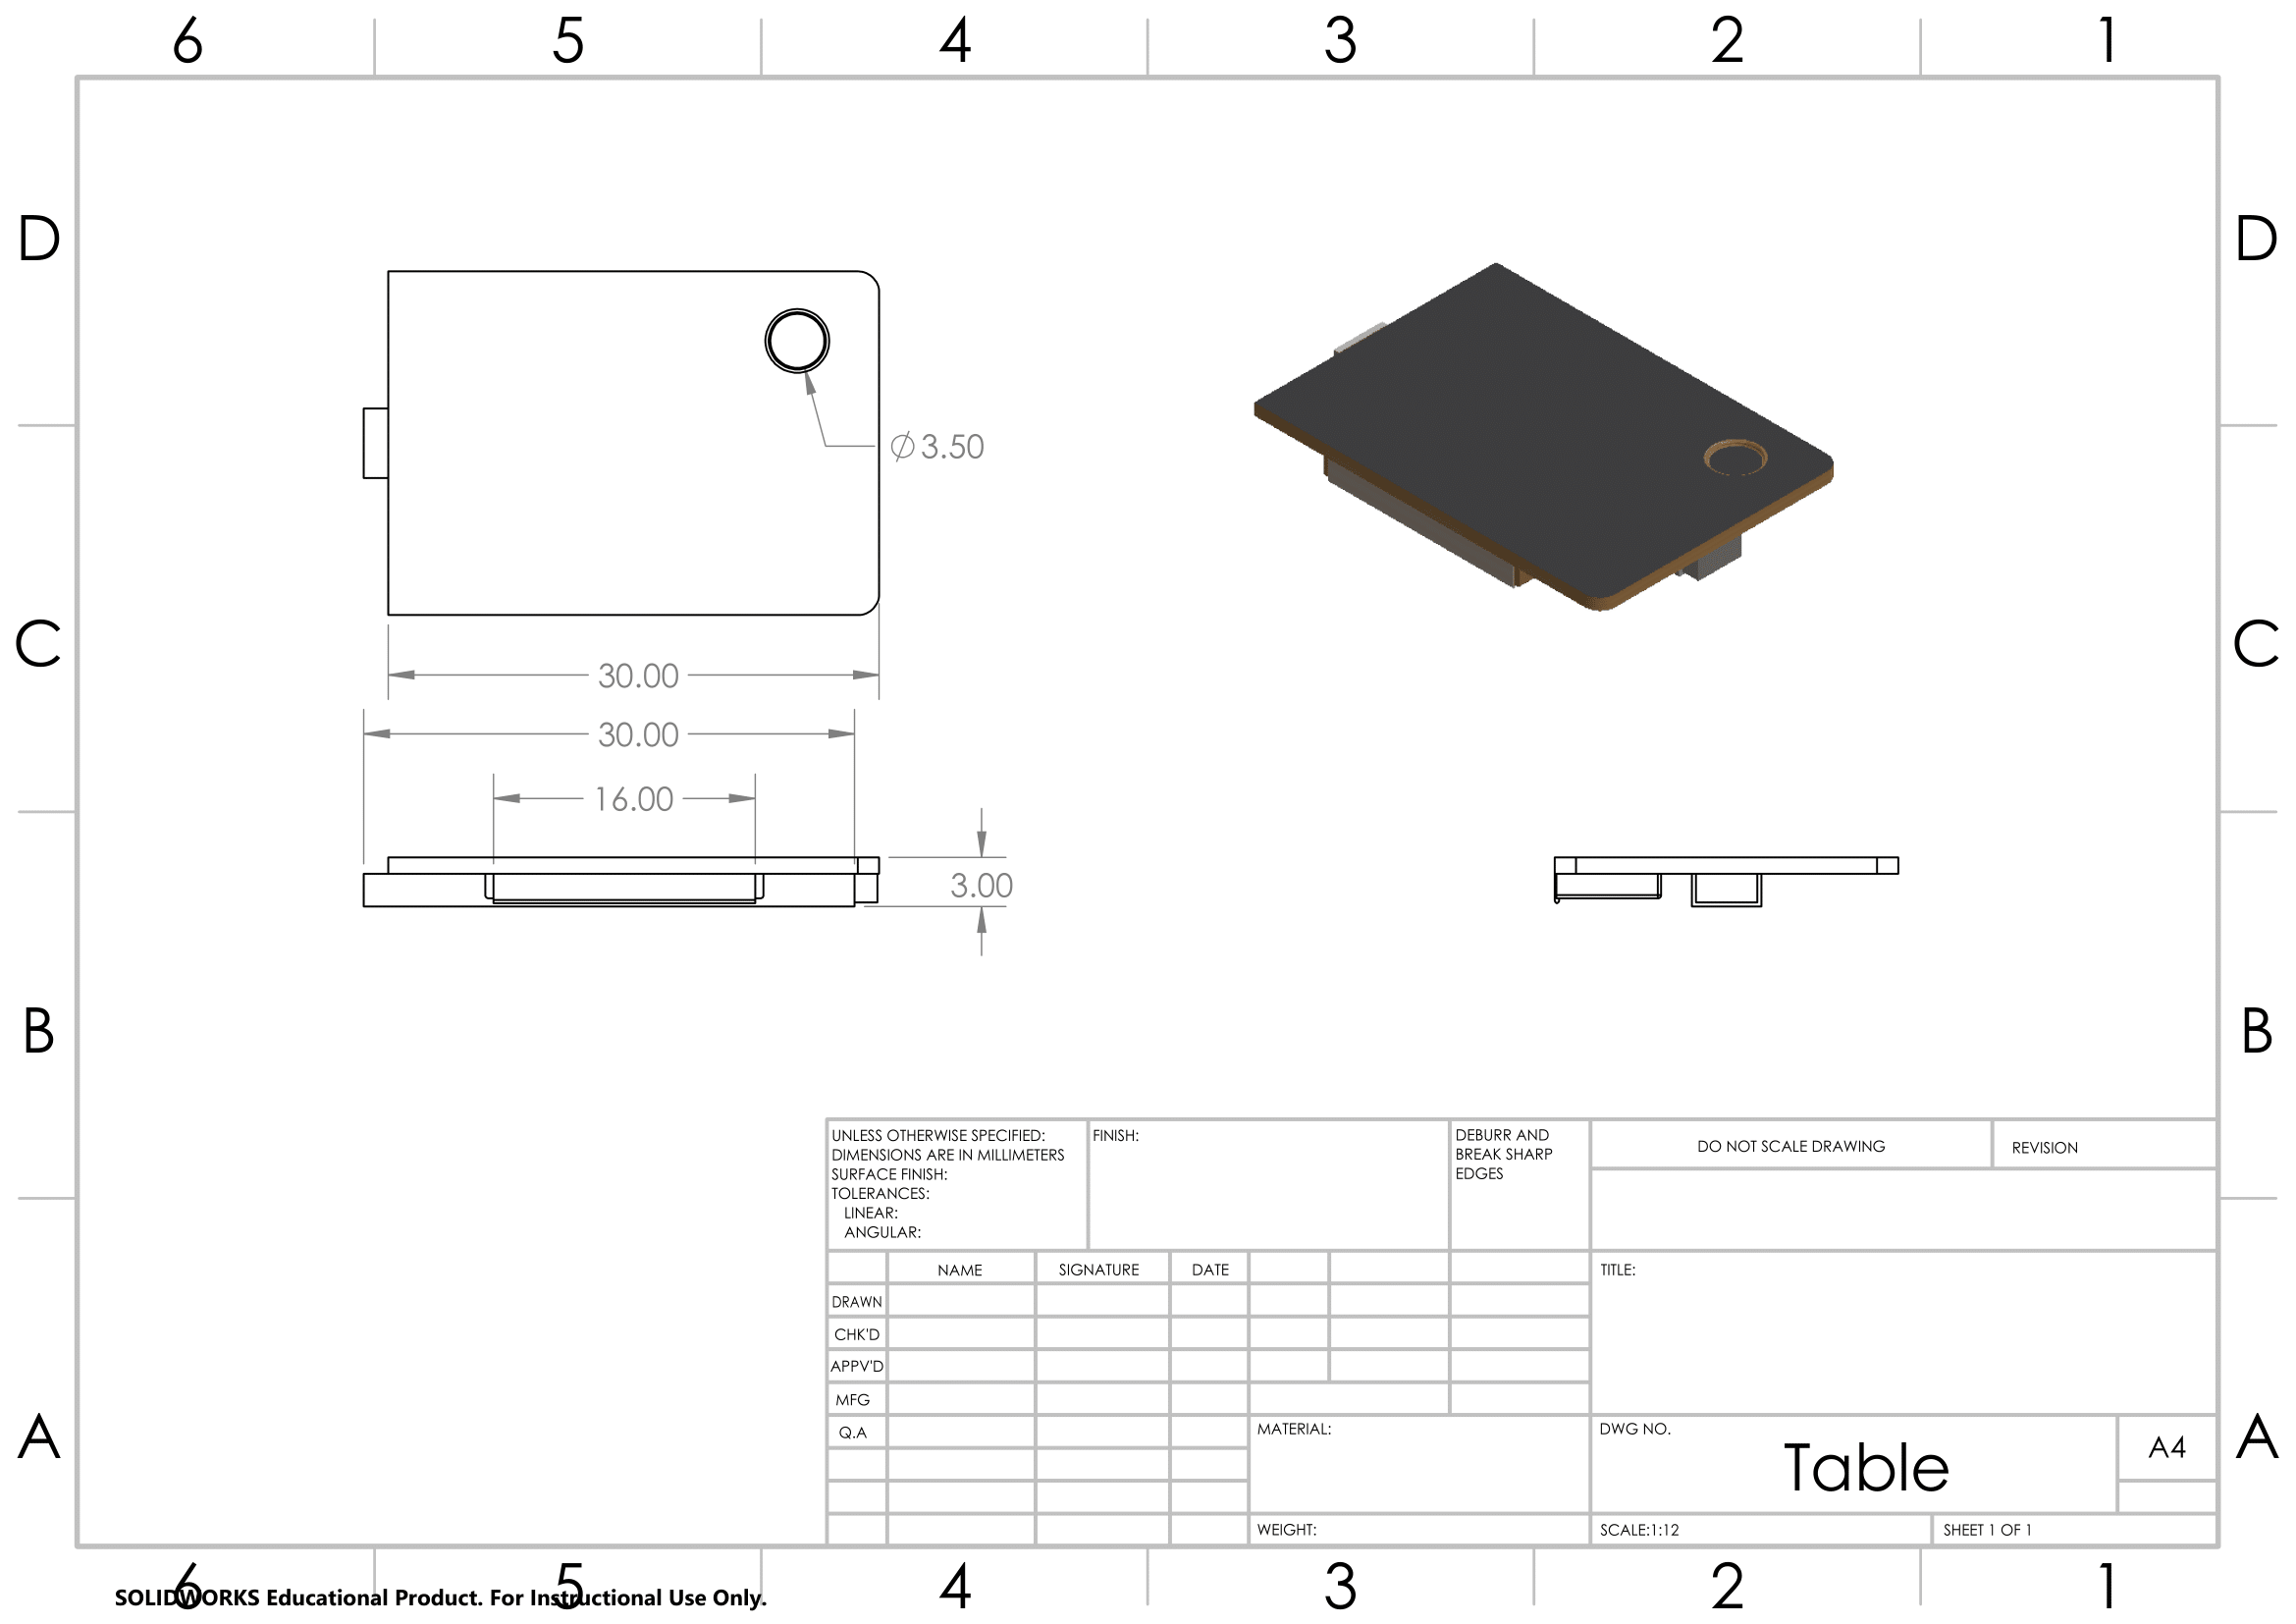 6 5 4 3 2 1
D D
⌀3.50
C C
30.00
30.00
16.00
3.00
B B
UNLESS OTHERWISE SPECIFIED:
DIMENSIONS ARE IN MILLIMETERS
SURFACE FINISH:
TOLERANCES:
LINEAR:
ANGULAR:
FINISH:
DEBURR AND
BREAK SHARP
EDGES
DO NOT SCALE DRAWING
REVISION
NAME SIGNATURE DATE
TITLE:
DRAWN
CHK'D
APPV'D
MFG
Q.A
MATERIAL:
DWG NO.
Table
A4
A A
WEIGHT:
SCALE:1:12
SHEET 1 OF 1
6 5 4 3 2 1
SOLIDWORKS Educational Product. For Instructional Use Only.